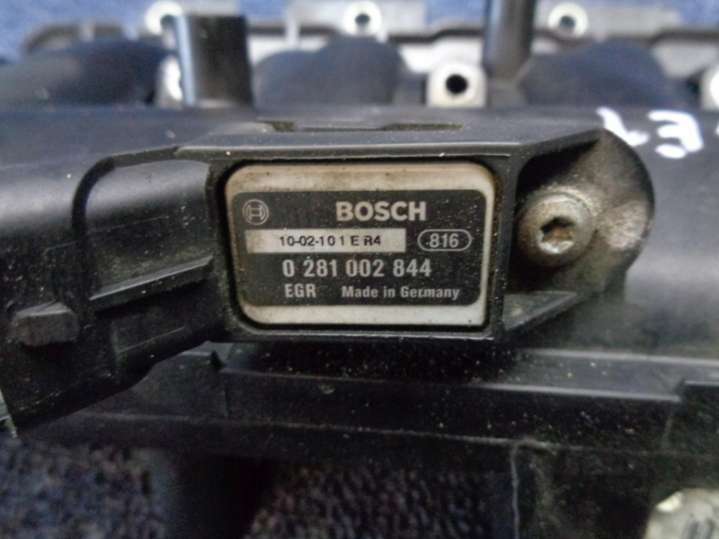 BOSCH
10-02-10 1 E R4 816
0 281 002 844
EGR Made in Germany